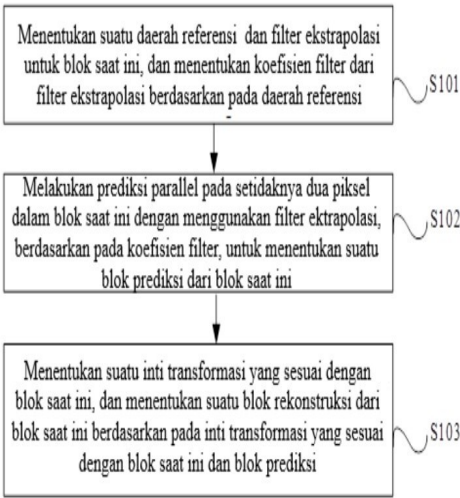 Menentukan suatu daerah referensi dan filter ekstrapolasi
untuk blok saat ini, dan menentukan koefisien filter dari
filter ekstrapolasi berdasarkan pada daerah referensi
S101
Melakukan prediksi parallel pada setidaknya dua piksel
dalam blok saat ini dengan menggunakan filter ektrapolasi,
berdasarkan pada koefisien filter, untuk menentukan suatu
blok prediksi dari blok saat ini
S102
Menentukan suatu inti transformasi yang sesuai dengan
blok saat ini, dan menentukan suatu blok rekonstruksi dari
blok saat ini berdasarkan pada inti transformasi yang sesuai
dengan blok saat ini dan blok prediksi
S103